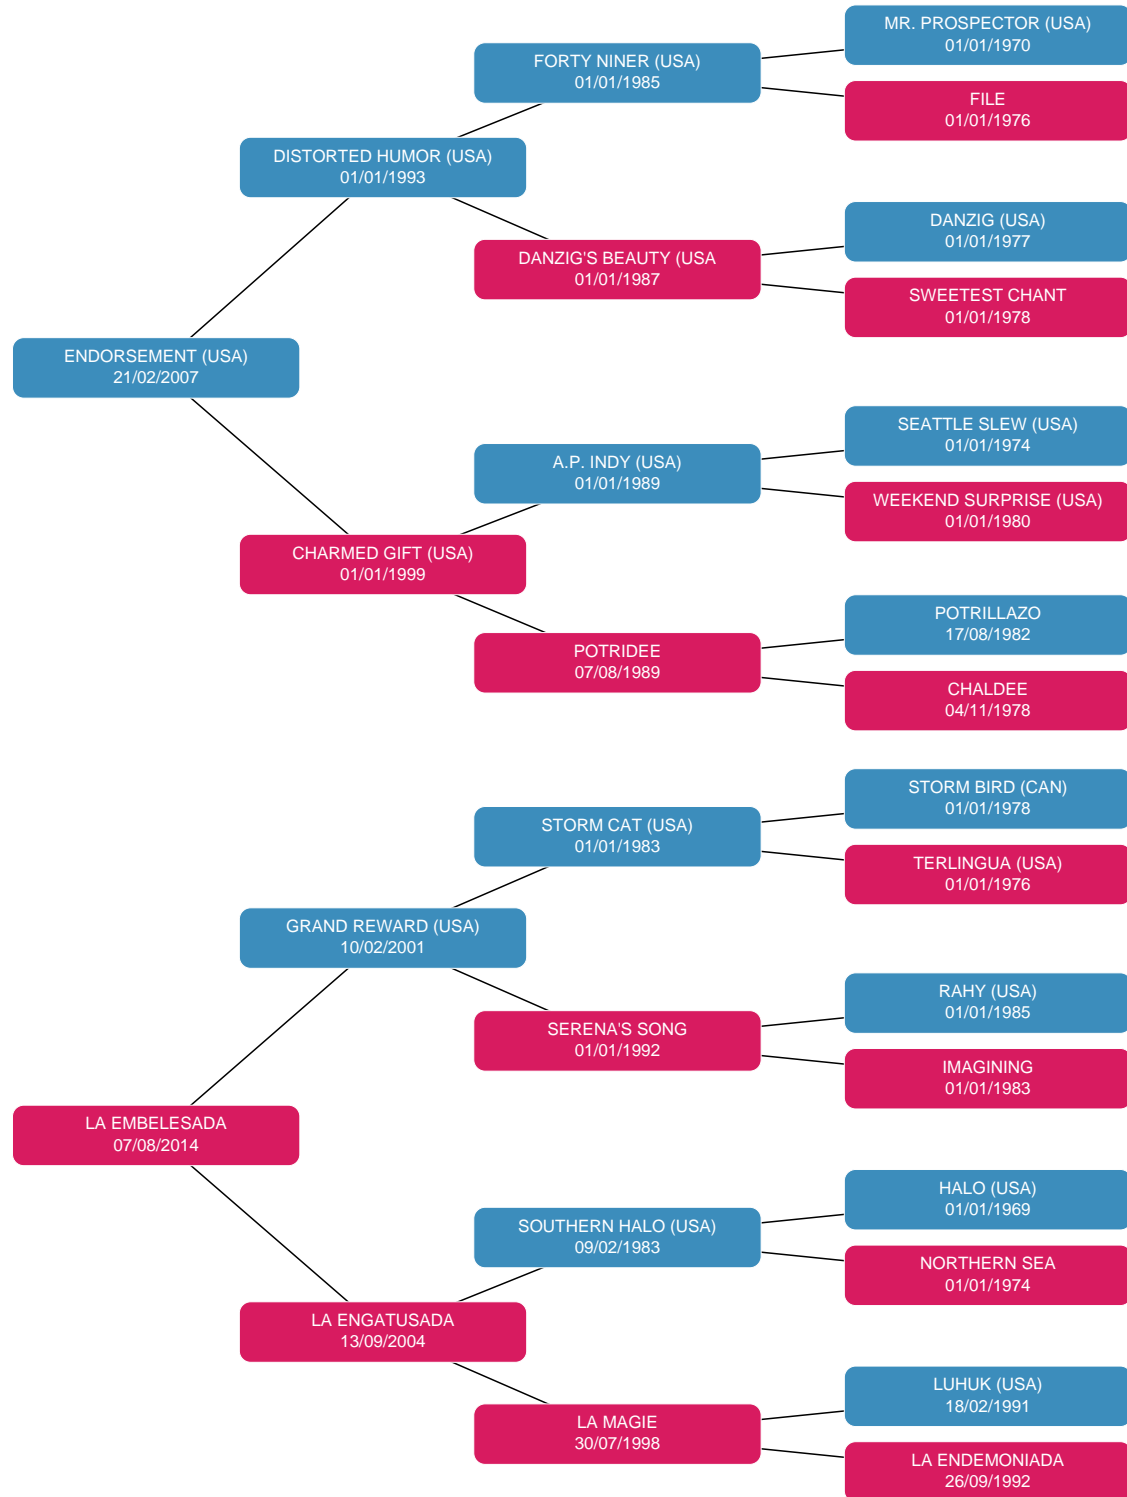 MR. PROSPECTOR (USA)
01/01/1970
FORTY NINER (USA)
01/01/1985
FILE
01/01/1976
DISTORTED HUMOR (USA)
01/01/1993
DANZIG (USA)
01/01/1977
DANZIG'S BEAUTY (USA
01/01/1987
SWEETEST CHANT
01/01/1978
ENDORSEMENT (USA)
21/02/2007
SEATTLE SLEW (USA)
01/01/1974
A.P. INDY (USA)
01/01/1989
WEEKEND SURPRISE (USA)
01/01/1980
CHARMED GIFT (USA)
01/01/1999
POTRILLAZO
17/08/1982
POTRIDEE
07/08/1989
CHALDEE
04/11/1978
STORM BIRD (CAN)
01/01/1978
STORM CAT (USA)
01/01/1983
TERLINGUA (USA)
01/01/1976
GRAND REWARD (USA)
10/02/2001
RAHY (USA)
01/01/1985
SERENA'S SONG
01/01/1992
IMAGINING
01/01/1983
LA EMBELESADA
07/08/2014
HALO (USA)
01/01/1969
SOUTHERN HALO (USA)
09/02/1983
NORTHERN SEA
01/01/1974
LA ENGATUSADA
13/09/2004
LUHUK (USA)
18/02/1991
LA MAGIE
30/07/1998
LA ENDEMONIADA
26/09/1992